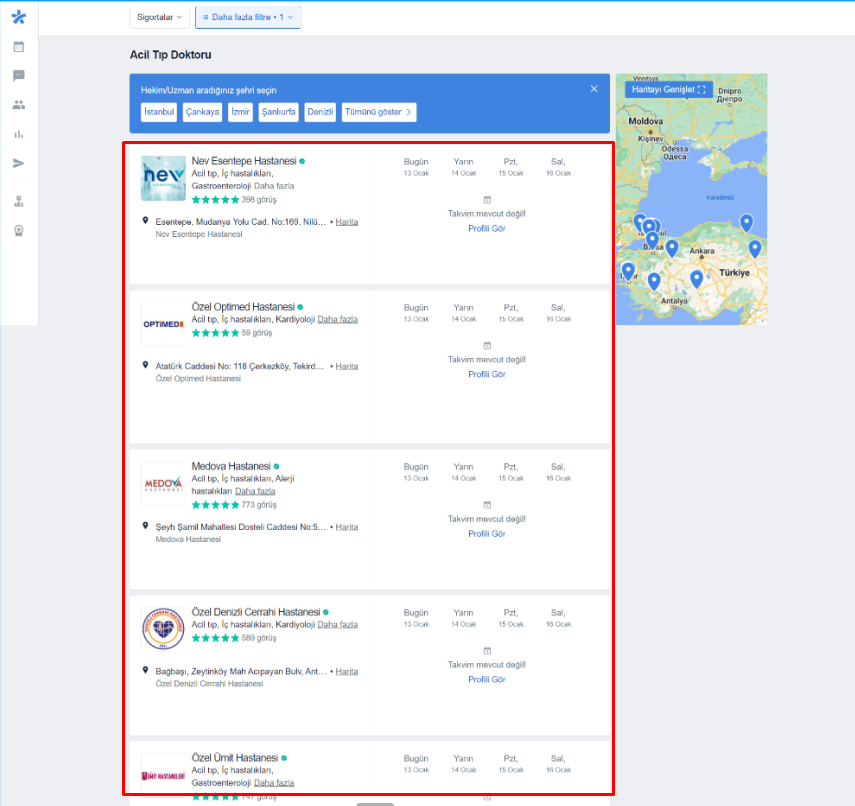 Sigortalar
Daha fazla filtre • 1
Acil Tıp Doktoru
Hekim/Uzman aradığınız şehri seçin
İstanbul Çankaya İzmir Şanlıurfa Denizli Tümünü göster
Haritayı Genişlet
Vinnytsia
Dnipro
Дніпро
Moldova
Kişinev
Odessa
Одеса
Karadeniz
Ankara
Türkiye
Antalya
nev
ESENTEPE
Nev Esentepe Hastanesi
Acil tıp, İç hastalıkları,
Gastroenteroloji Daha fazla
398 görüş
Esentepe, Mudanya Yolu Cad. No:169, Nilü... • Harita
Nev Esentepe Hastanesi
Bugün Yarın Pzt, Sal,
13 Ocak 14 Ocak 15 Ocak 16 Ocak
Takvim mevcut değil!
Profili Gör
OPTIMED
Özel Optimed Hastanesi
Acil tıp, İç hastalıkları, Kardiyoloji Daha fazla
59 görüş
Atatürk Caddesi No: 118 Çerkezköy, Tekird... • Harita
Özel Optimed Hastanesi
Bugün Yarın Pzt, Sal,
13 Ocak 14 Ocak 15 Ocak 16 Ocak
Takvim mevcut değil!
Profili Gör
MEDOVA
HASTANESİ
Medova Hastanesi
Acil tıp, İç hastalıkları, Alerji
hastalıkları Daha fazla
773 görüş
Şeyh Şamil Mahallesi Dosteli Caddesi No:5... • Harita
Medova Hastanesi
Bugün Yarın Pzt, Sal,
13 Ocak 14 Ocak 15 Ocak 16 Ocak
Takvim mevcut değil!
Profili Gör
Özel Denizli Cerrahi Hastanesi
Acil tıp, İç hastalıkları, Kardiyoloji Daha fazla
589 görüş
Bağbaşı, Zeytinköy Mah Acıpayan Bulv, Ant... • Harita
Özel Denizli Cerrahi Hastanesi
Bugün Yarın Pzt, Sal,
13 Ocak 14 Ocak 15 Ocak 16 Ocak
Takvim mevcut değil!
Profili Gör
ÜMİT HASTANELERİ
Özel Ümit Hastanesi
Acil tıp, İç hastalıkları,
Gastroenteroloji Daha fazla
747 görüş
Bugün Yarın Pzt, Sal,
13 Ocak 14 Ocak 15 Ocak 16 Ocak